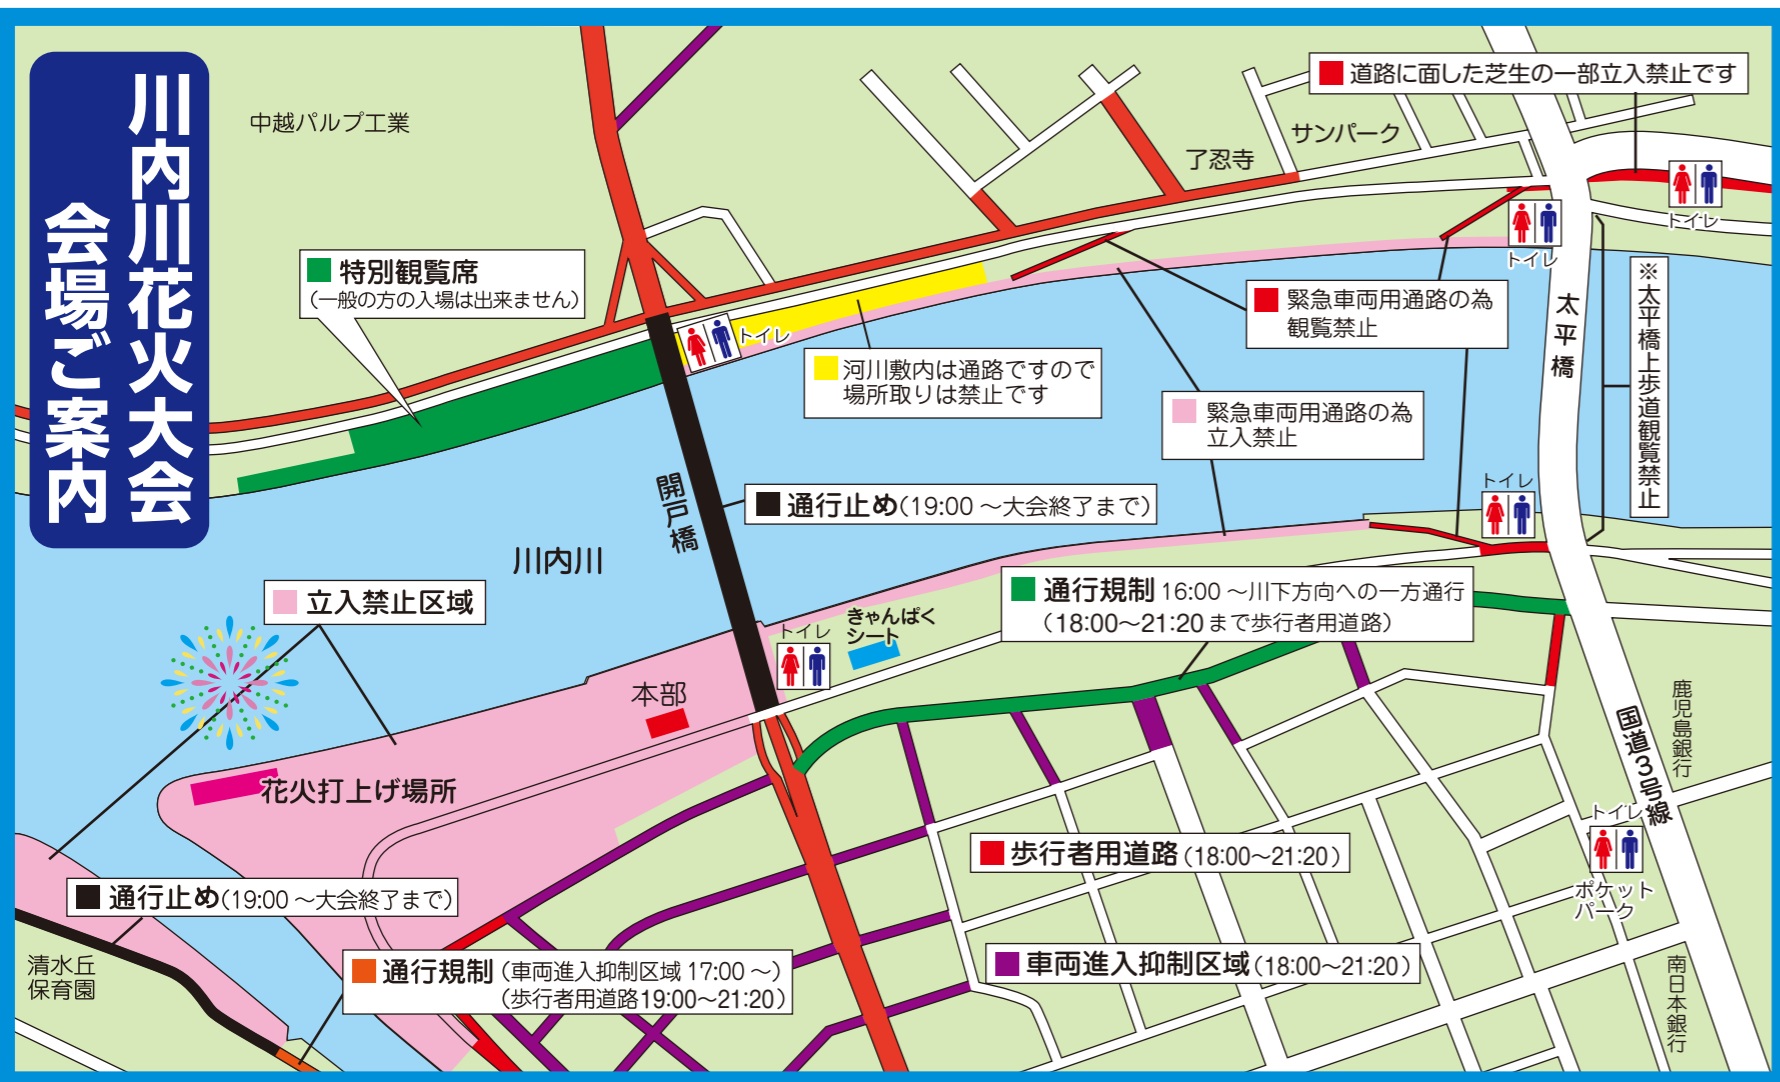 川内川花火大会
会場ご案内
中越パルプ工業
道路に面した芝生の一部立入禁止です
サンパーク
了忍寺
トイレ
トイレ
特別観覧席
(一般の方の入場は出来ません)
トイレ
緊急車両用通路の為
観覧禁止
太平橋
※太平橋上歩道観覧禁止
河川敷内は通路ですので
場所取りは禁止です
緊急車両用通路の為
立入禁止
開戸橋
通行止め(19:00 ～大会終了まで)
トイレ
川内川
立入禁止区域
通行規制 16:00 ～川下方向への一方通行
(18:00～21:20 まで歩行者用道路)
きゃんぱく
シート
トイレ
本部
花火打上げ場所
鹿児島銀行
国道3号線
トイレ
ポケット
パーク
歩行者用道路 (18:00～21:20)
通行止め(19:00 ～大会終了まで)
清水丘
保育園
通行規制 (車両進入抑制区域 17:00 ～)
(歩行者用道路19:00～21:20)
車両進入抑制区域 (18:00～21:20)
南日本銀行